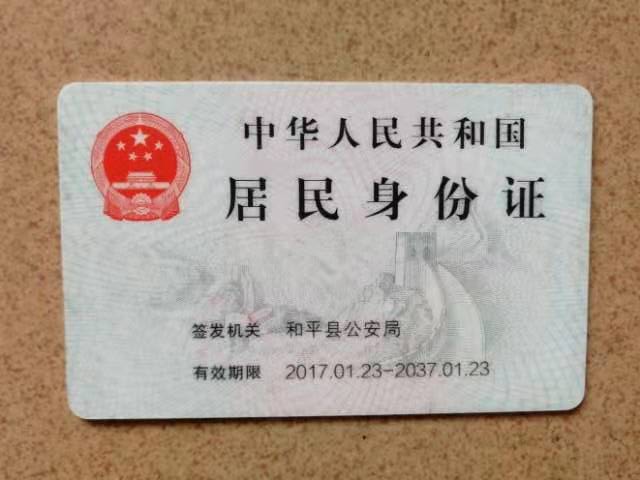 中华人民共和国
居民身份证
签发机关 和平县公安局
有效期限 2017.01.23-2037.01.23